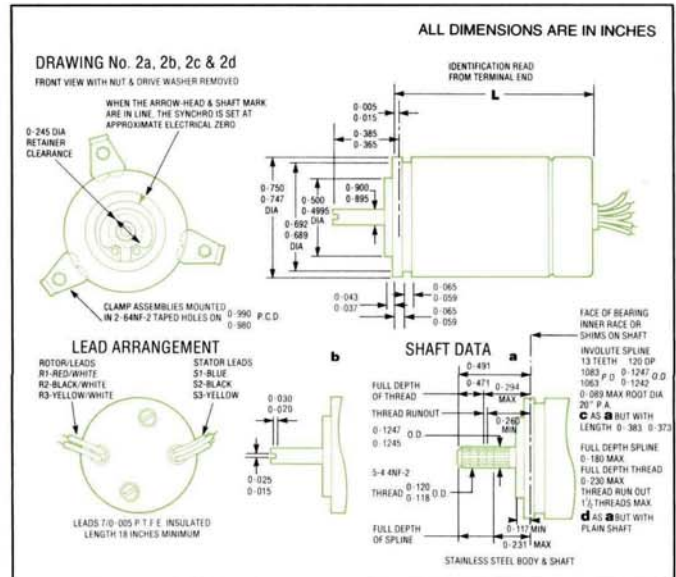 ALL DIMENSIONS ARE IN INCHES
DRAWING No. 2a, 2b, 2c & 2d
FRONT VIEW WITH NUT & DRIVE WASHER REMOVED
WHEN THE ARROW-HEAD & SHAFT MARK
ARE IN LINE. THE SYNCHRO IS SET AT
APPROXIMATE ELECTRICAL ZERO
0-245 DIA
RETAINER
CLEARANCE
CLAMP ASSEMBLIES MOUNTED
IN 2-64NF-2 TAPED HOLES ON 0-990 P.C.D.
0-980
IDENTIFICATION READ
FROM TERMINAL END
L
0-005
0-015
0-385
0-365
0-750
0-747
DIA
0-500
0-4995
DIA
0-692
0-689
DIA
0-900
0-895
0-043
0-037
0-065
0-059
0-065
0-059
LEAD ARRANGEMENT
ROTOR/LEADS
R1-RED/WHITE
R2-BLACK/WHITE
R3-YELLOW/WHITE
STATOR LEADS
S1-BLUE
S2-BLACK
S3-YELLOW
LEADS 7/0-005 P.T.F.E. INSULATED
LENGTH 18 INCHES MINIMUM
b
0-030
0-020
0-025
0-015
SHAFT DATA
a
0-491
0-471
0-294
MAX
0-260
MIN
FULL DEPTH
OF THREAD
THREAD RUNOUT
0-1247 O.D.
0-1245
5-4 4NF-2
THREAD 0-120 O.D.
0-118
FULL DEPTH
OF SPLINE
0-117 MIN
0-231 MAX
STAINLESS STEEL BODY & SHAFT
FACE OF BEARING
INNER RACE OR
SHIMS ON SHAFT
INVOLUTE SPLINE
13 TEETH 120 DP
1083 P.D. 0-1247 O.D.
1063 0-1242
0-089 MAX ROOT DIA
20° P.A.
c AS a BUT WITH
LENGTH 0-383 0-373
FULL DEPTH SPLINE
0-180 MAX
FULL DEPTH THREAD
0-230 MAX
THREAD RUN OUT
1½ THREADS MAX
d AS a BUT WITH
PLAIN SHAFT